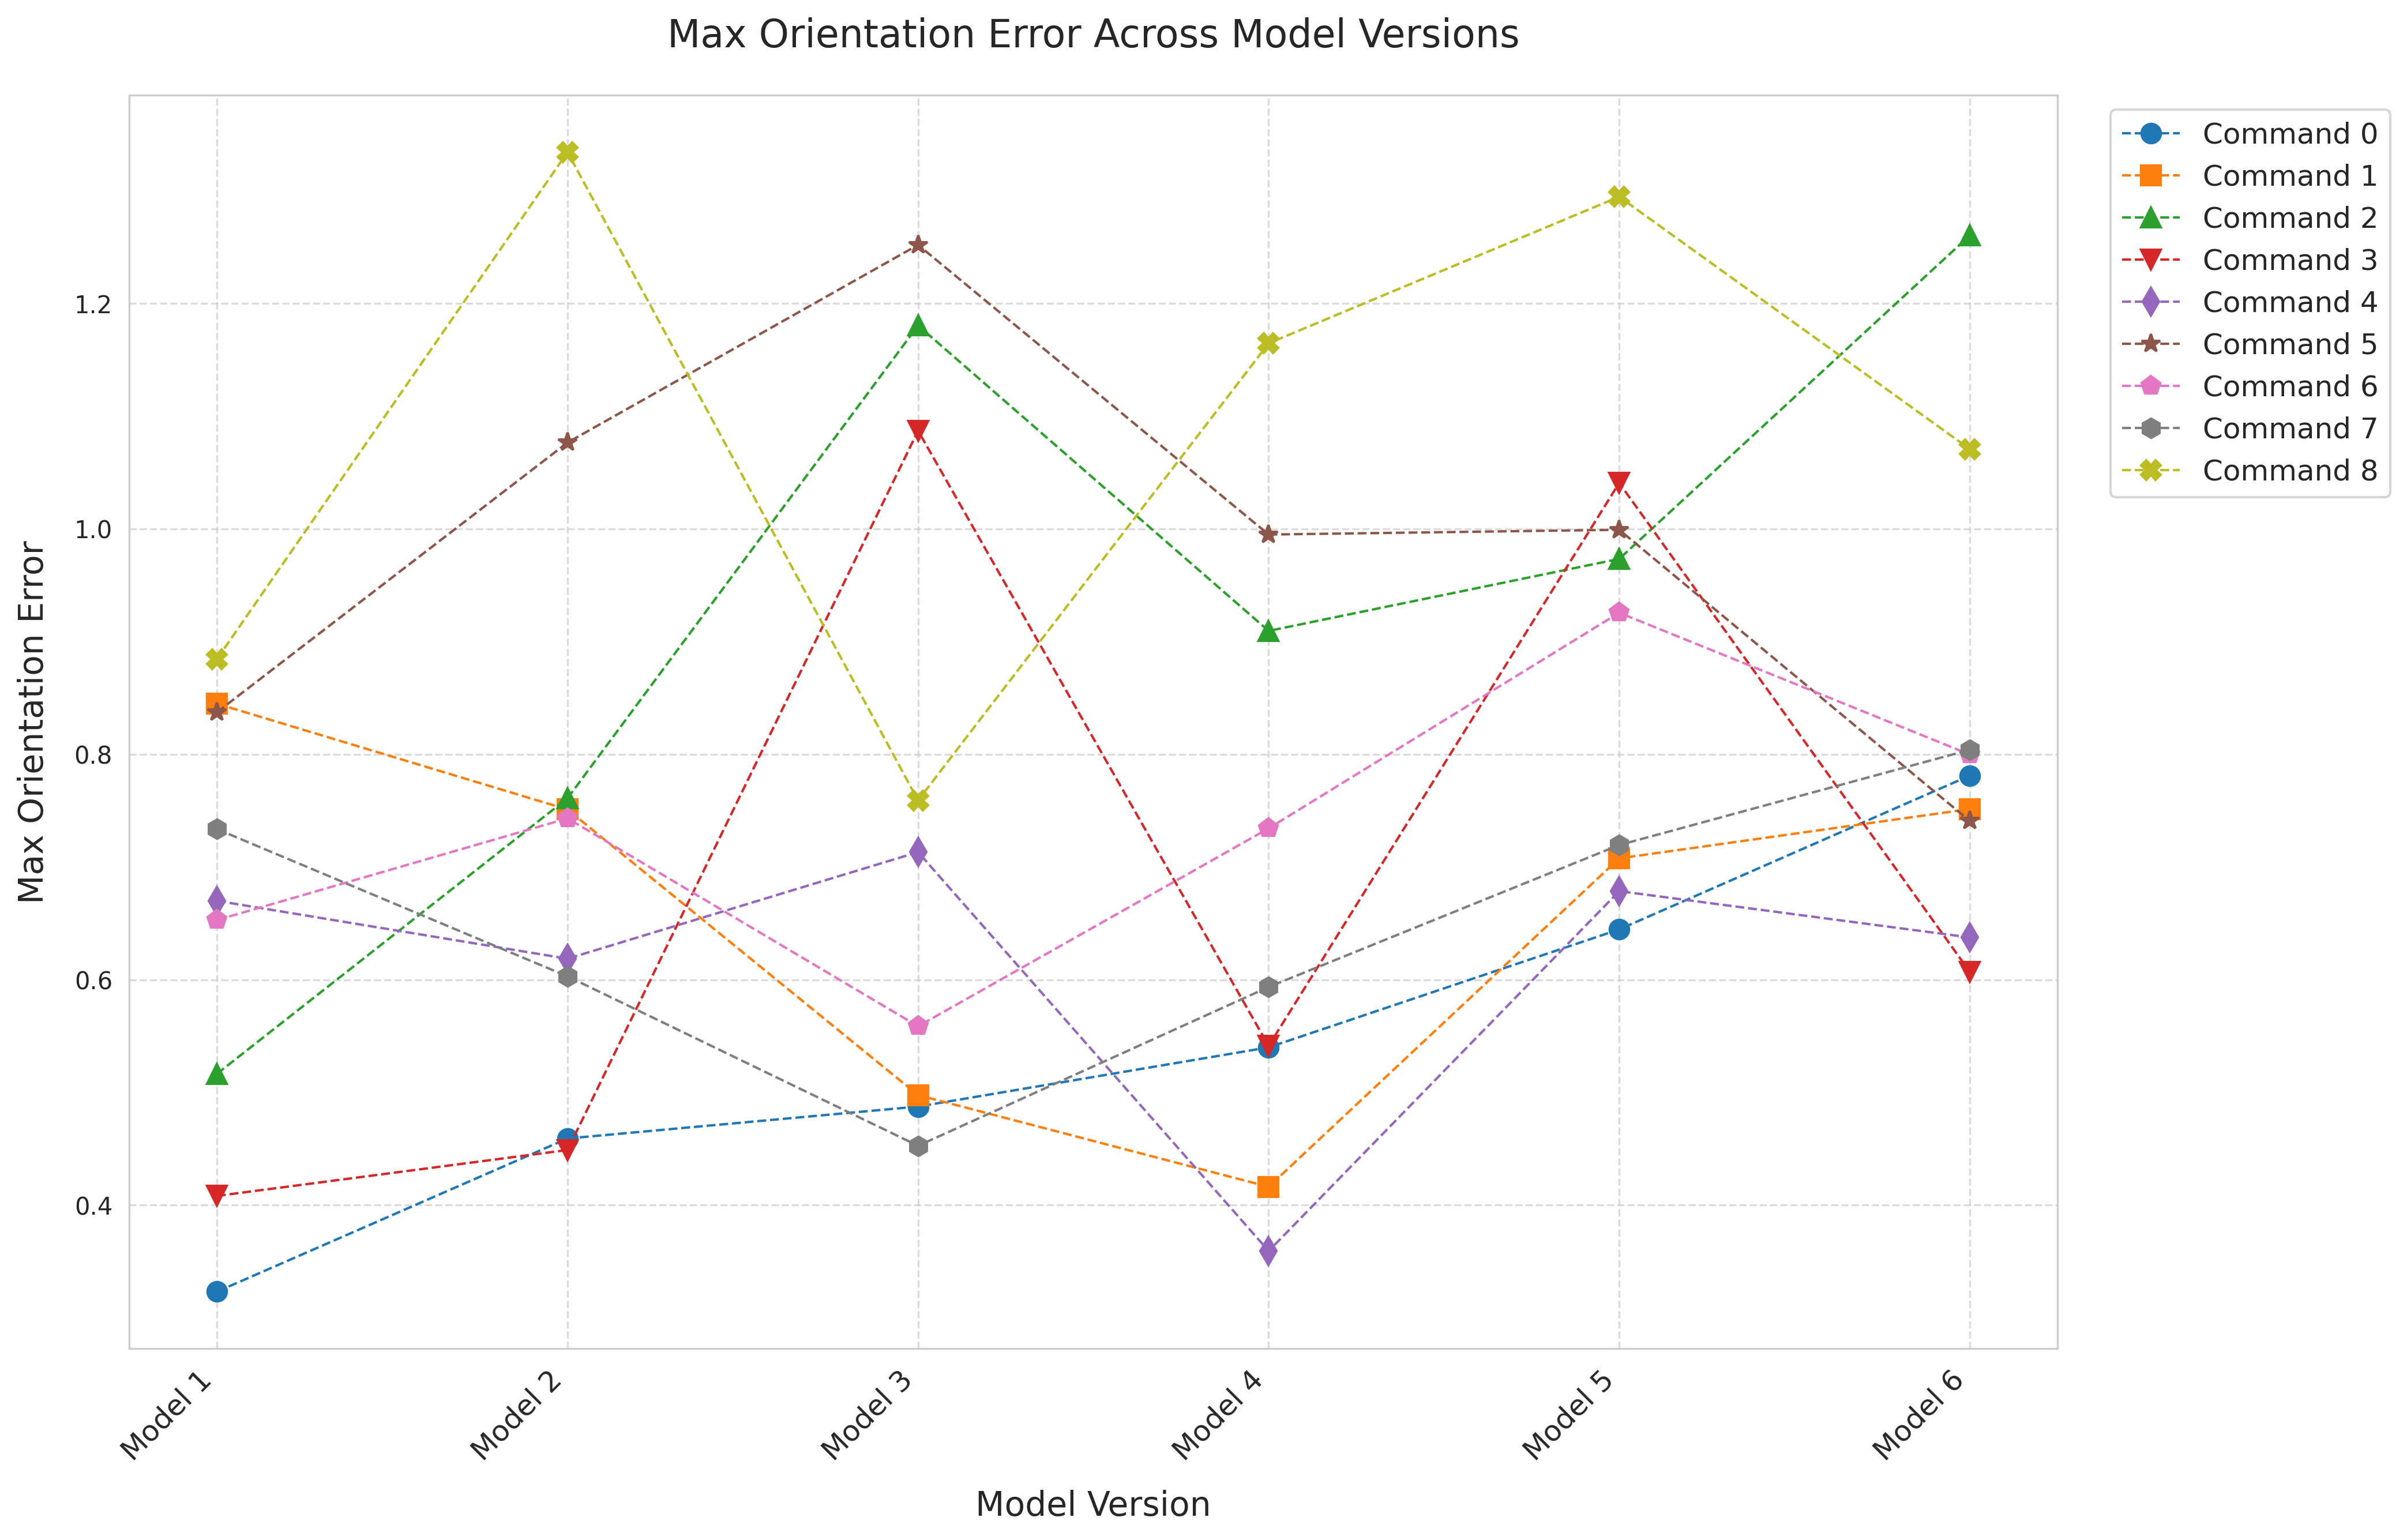 Max Orientation Error Across Model Versions
Max Orientation Error
1.2
1.0
0.8
0.6
0.4
Model 1
Model 2
Model 3
Model 4
Model 5
Model 6
Model Version
Command 0
Command 1
Command 2
Command 3
Command 4
Command 5
Command 6
Command 7
Command 8